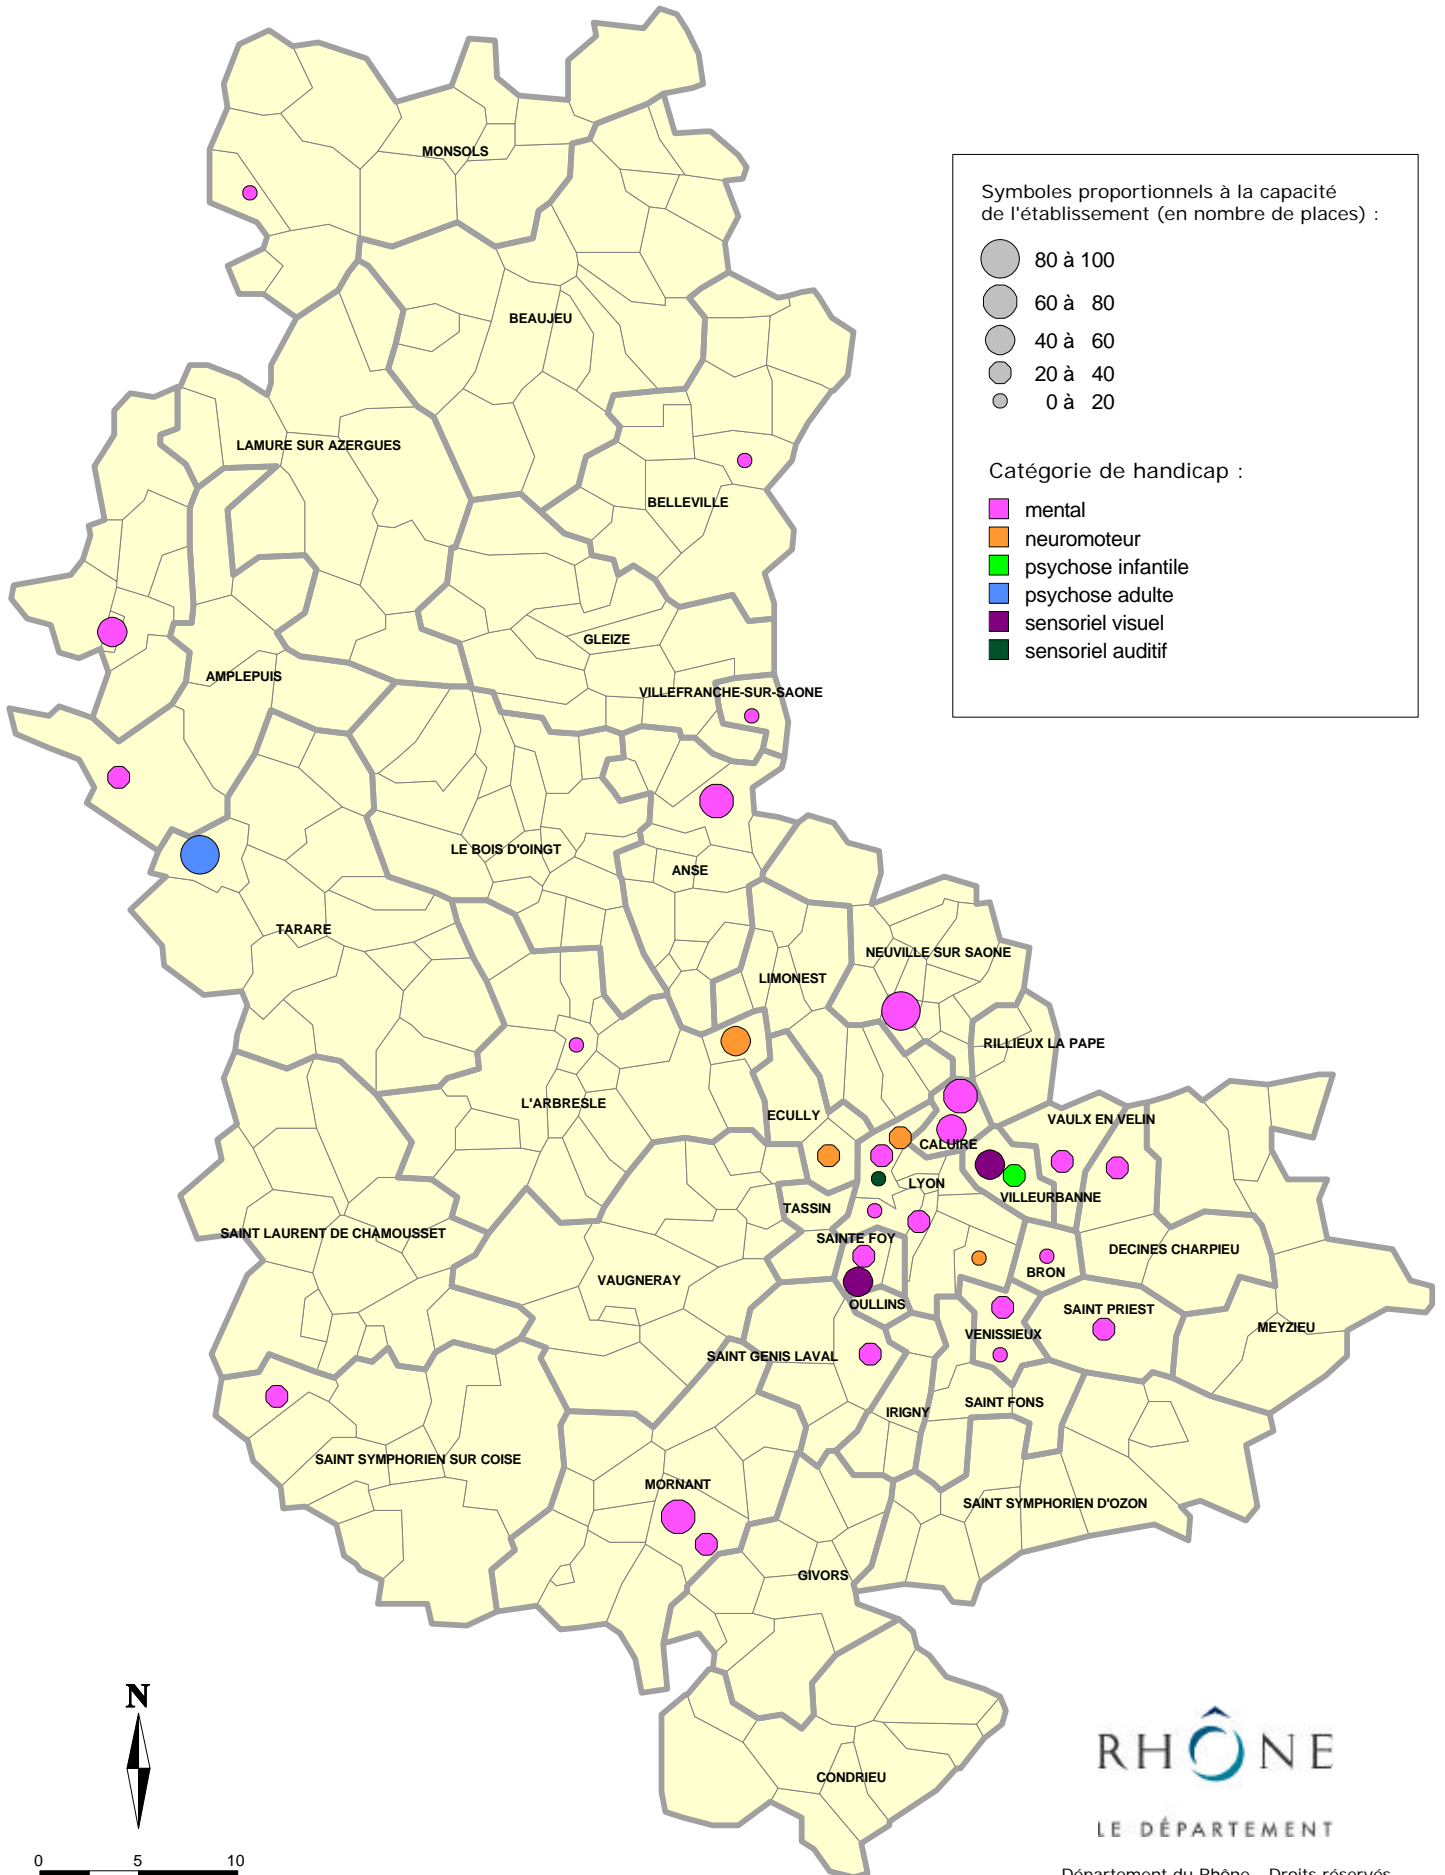 MONSOLS
Symboles proportionnels à la capacité
de l'établissement (en nombre de places) :
80 à 100
60 à 80
40 à 60
20 à 40
0 à 20
BEAUJEU
LAMURE SUR AZERGUES
Catégorie de handicap :
mental
neuromoteur
psychose infantile
psychose adulte
sensoriel visuel
sensoriel auditif
BELLEVILLE
GLEIZE
AMPLEPUIS
VILLEFRANCHE-SUR-SAONE
LE BOIS D'OINGT
ANSE
TARARE
NEUVILLE SUR SAONE
LIMONEST
RILLIEUX LA PAPE
L'ARBRESLE
ECULLY
VAULX EN VELIN
CALUIRE
LYON
VILLEURBANNE
TASSIN
SAINT LAURENT DE CHAMOUSSET
SAINTE FOY
DECINES CHARPIEU
BRON
VAUGNERAY
OULLINS
SAINT PRIEST
MEYZIEU
VENISSIEUX
SAINT GENIS LAVAL
IRIGNY
SAINT FONS
SAINT SYMPHORIEN SUR COISE
MORNANT
SAINT SYMPHORIEN D'OZON
GIVORS
N
CONDRIEU
RHÔNE
LE DÉPARTEMENT
0 5 10
Département du Rhône - Droits réservés